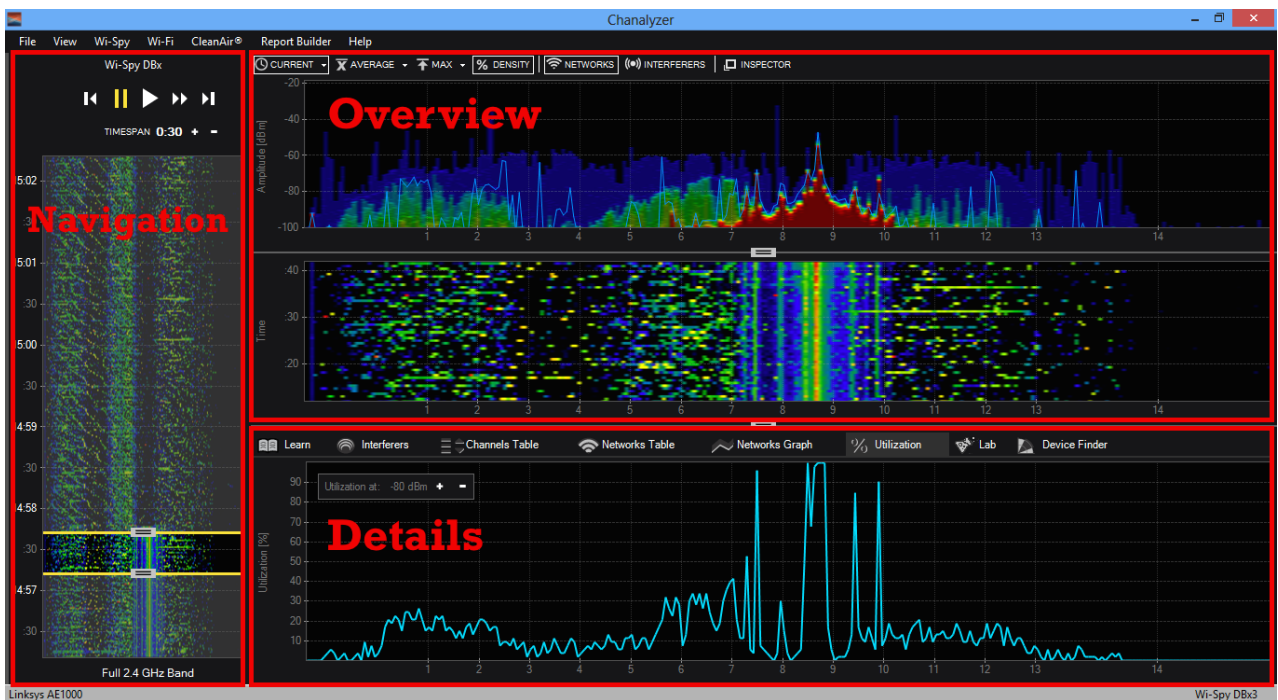 Chanalyzer
File View Wi-Spy Wi-Fi CleanAir® Report Builder Help
Wi-Spy DBx
TIMESPAN 0:30 + -
5:02
Navigation
5:01
:30
5:00
:30
4:59
:30
4:58
:30
4:57
:30
Full 2.4 GHz Band
CURRENT AVERAGE MAX % DENSITY NETWORKS INTERFERERS INSPECTOR
Overview
Amplitude [dBm]
-20
-40
-60
-80
-100
1 2 3 4 5 6 7 8 9 10 11 12 13 14
Time
:40
:30
:20
1 2 3 4 5 6 7 8 9 10 11 12 13 14
Learn Interferers Channels Table Networks Table Networks Graph Utilization Lab Device Finder
Utilization at: -80 dBm + -
Details
Utilization [%]
90
80
70
60
50
40
30
20
10
1 2 3 4 5 6 7 8 9 10 11 12 13 14
Linksys AE1000
Wi-Spy DBx3